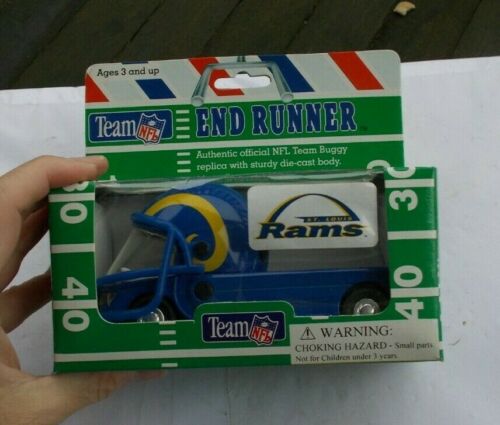 Ages 3 and up
Team NFL
END RUNNER
Authentic official NFL Team Buggy
replica with sturdy die-cast body.
30
40
ST. LOUIS
Rams
30
40
Team NFL
⚠ WARNING:
CHOKING HAZARD - Small parts.
Not for Children under 3 years.